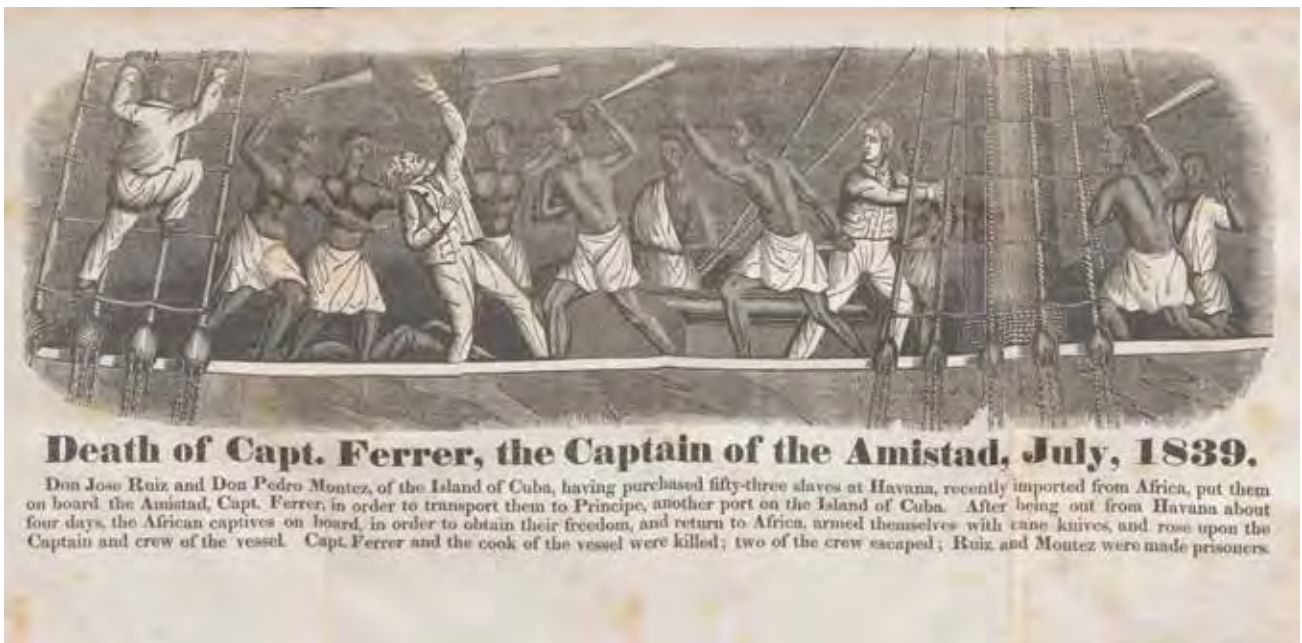 Death of Capt. Ferrer, the Captain of the Amistad, July, 1839.
Don Jose Ruiz and Don Pedro Montez, of the Island of Cuba, having purchased fifty-three slaves at Havana, recently imported from Africa, put them
on board the Amistad, Capt. Ferrer, in order to transport them to Principe, another port on the Island of Cuba. After being out from Havana about
four days, the African captives on board, in order to obtain their freedom, and return to Africa, armed themselves with cane knives, and rose upon the
Captain and crew of the vessel. Capt. Ferrer and the cook of the vessel were killed; two of the crew escaped; Ruiz and Montez were made prisoners.